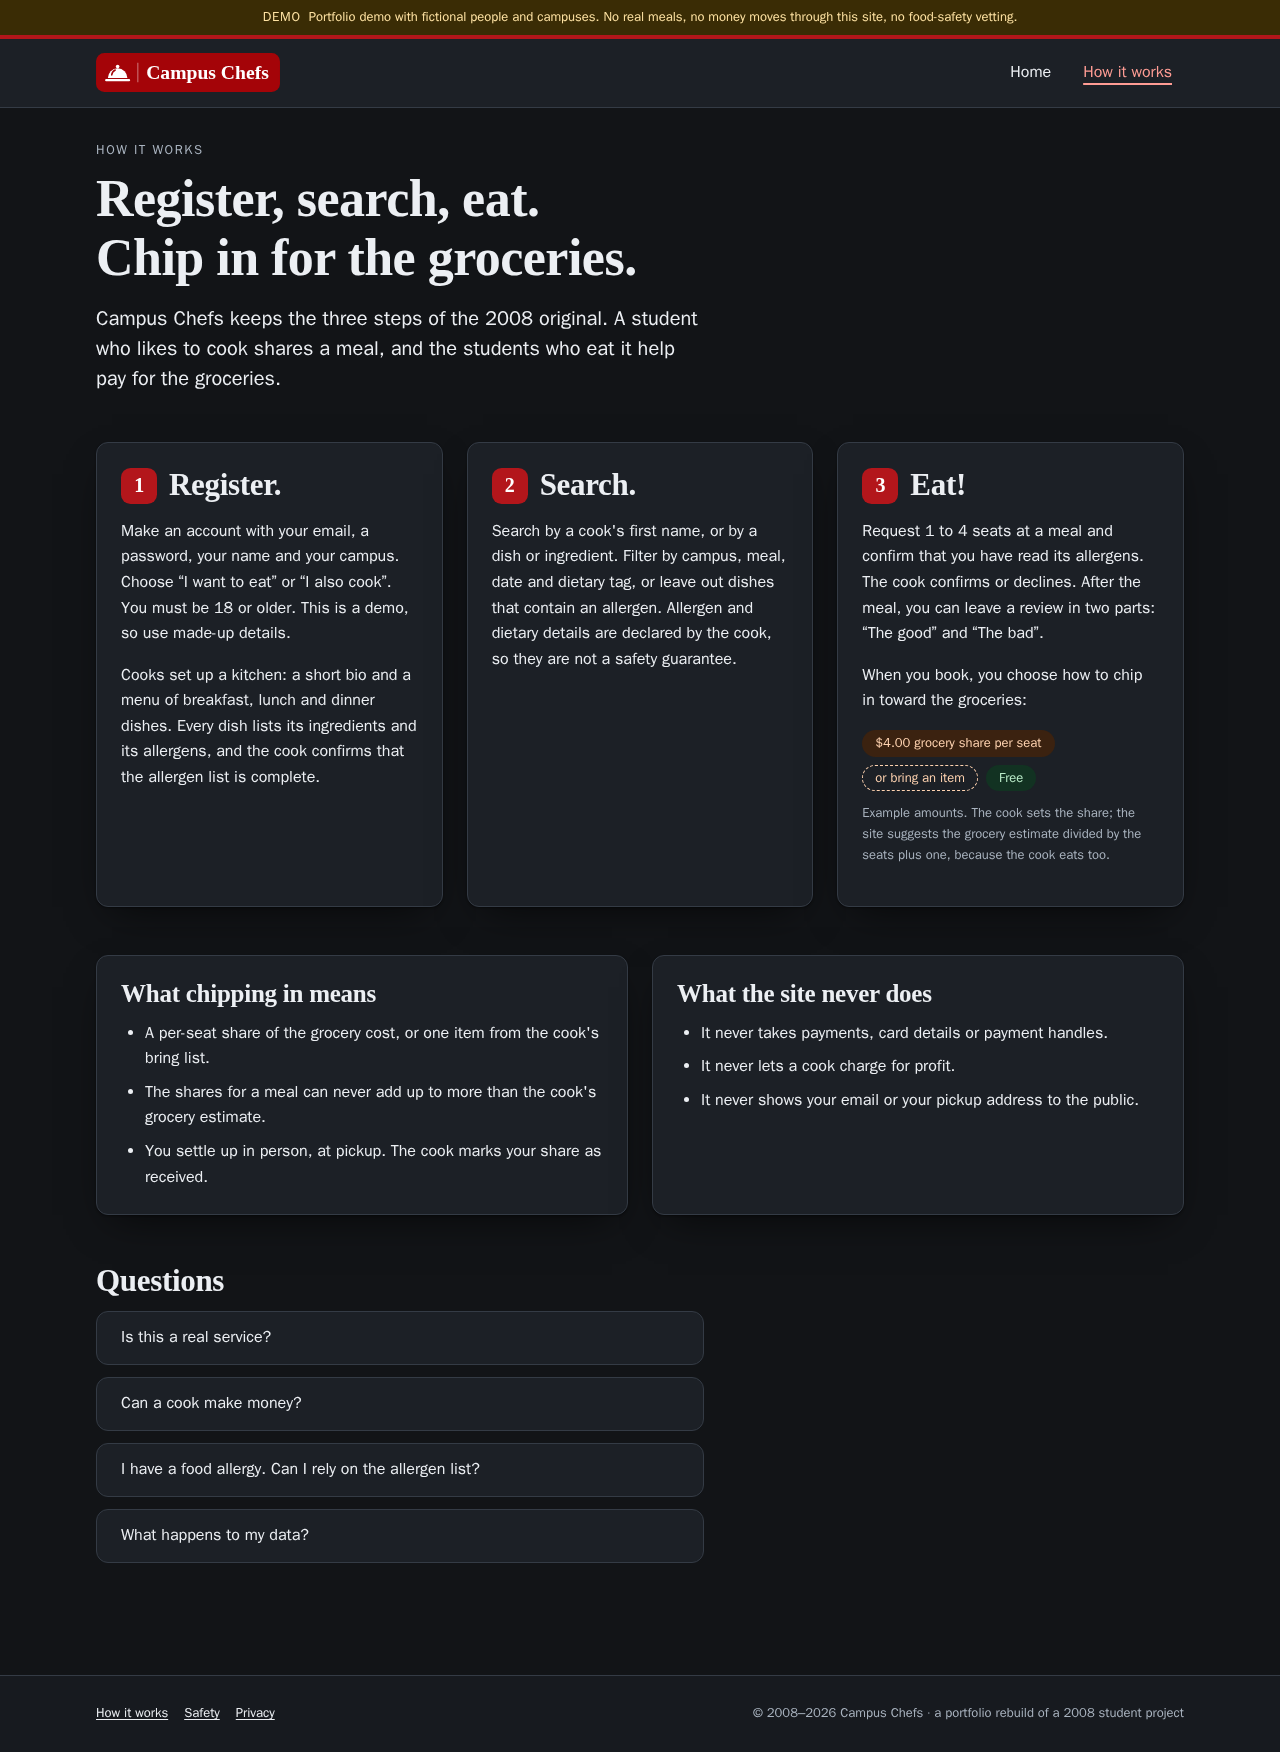 DEMO Portfolio demo with fictional people and campuses. No real meals, no money moves through this site, no food-safety vetting.
Campus Chefs
Home
How it works
HOW IT WORKS
Register, search, eat.
Chip in for the groceries.
Campus Chefs keeps the three steps of the 2008 original. A student
who likes to cook shares a meal, and the students who eat it help
pay for the groceries.
1 Register.
Make an account with your email, a
password, your name and your campus.
Choose “I want to eat” or “I also cook”.
You must be 18 or older. This is a demo,
so use made-up details.
Cooks set up a kitchen: a short bio and a
menu of breakfast, lunch and dinner
dishes. Every dish lists its ingredients and
its allergens, and the cook confirms that
the allergen list is complete.
2 Search.
Search by a cook's first name, or by a
dish or ingredient. Filter by campus, meal,
date and dietary tag, or leave out dishes
that contain an allergen. Allergen and
dietary details are declared by the cook,
so they are not a safety guarantee.
3 Eat!
Request 1 to 4 seats at a meal and
confirm that you have read its allergens.
The cook confirms or declines. After the
meal, you can leave a review in two parts:
“The good” and “The bad”.
When you book, you choose how to chip
in toward the groceries:
$4.00 grocery share per seat
or bring an item
Free
Example amounts. The cook sets the share; the
site suggests the grocery estimate divided by the
seats plus one, because the cook eats too.
What chipping in means
• A per-seat share of the grocery cost, or one item from the cook's
bring list.
• The shares for a meal can never add up to more than the cook's
grocery estimate.
• You settle up in person, at pickup. The cook marks your share as
received.
What the site never does
• It never takes payments, card details or payment handles.
• It never lets a cook charge for profit.
• It never shows your email or your pickup address to the public.
Questions
Is this a real service?
Can a cook make money?
I have a food allergy. Can I rely on the allergen list?
What happens to my data?
How it works
Safety
Privacy
© 2008–2026 Campus Chefs · a portfolio rebuild of a 2008 student project